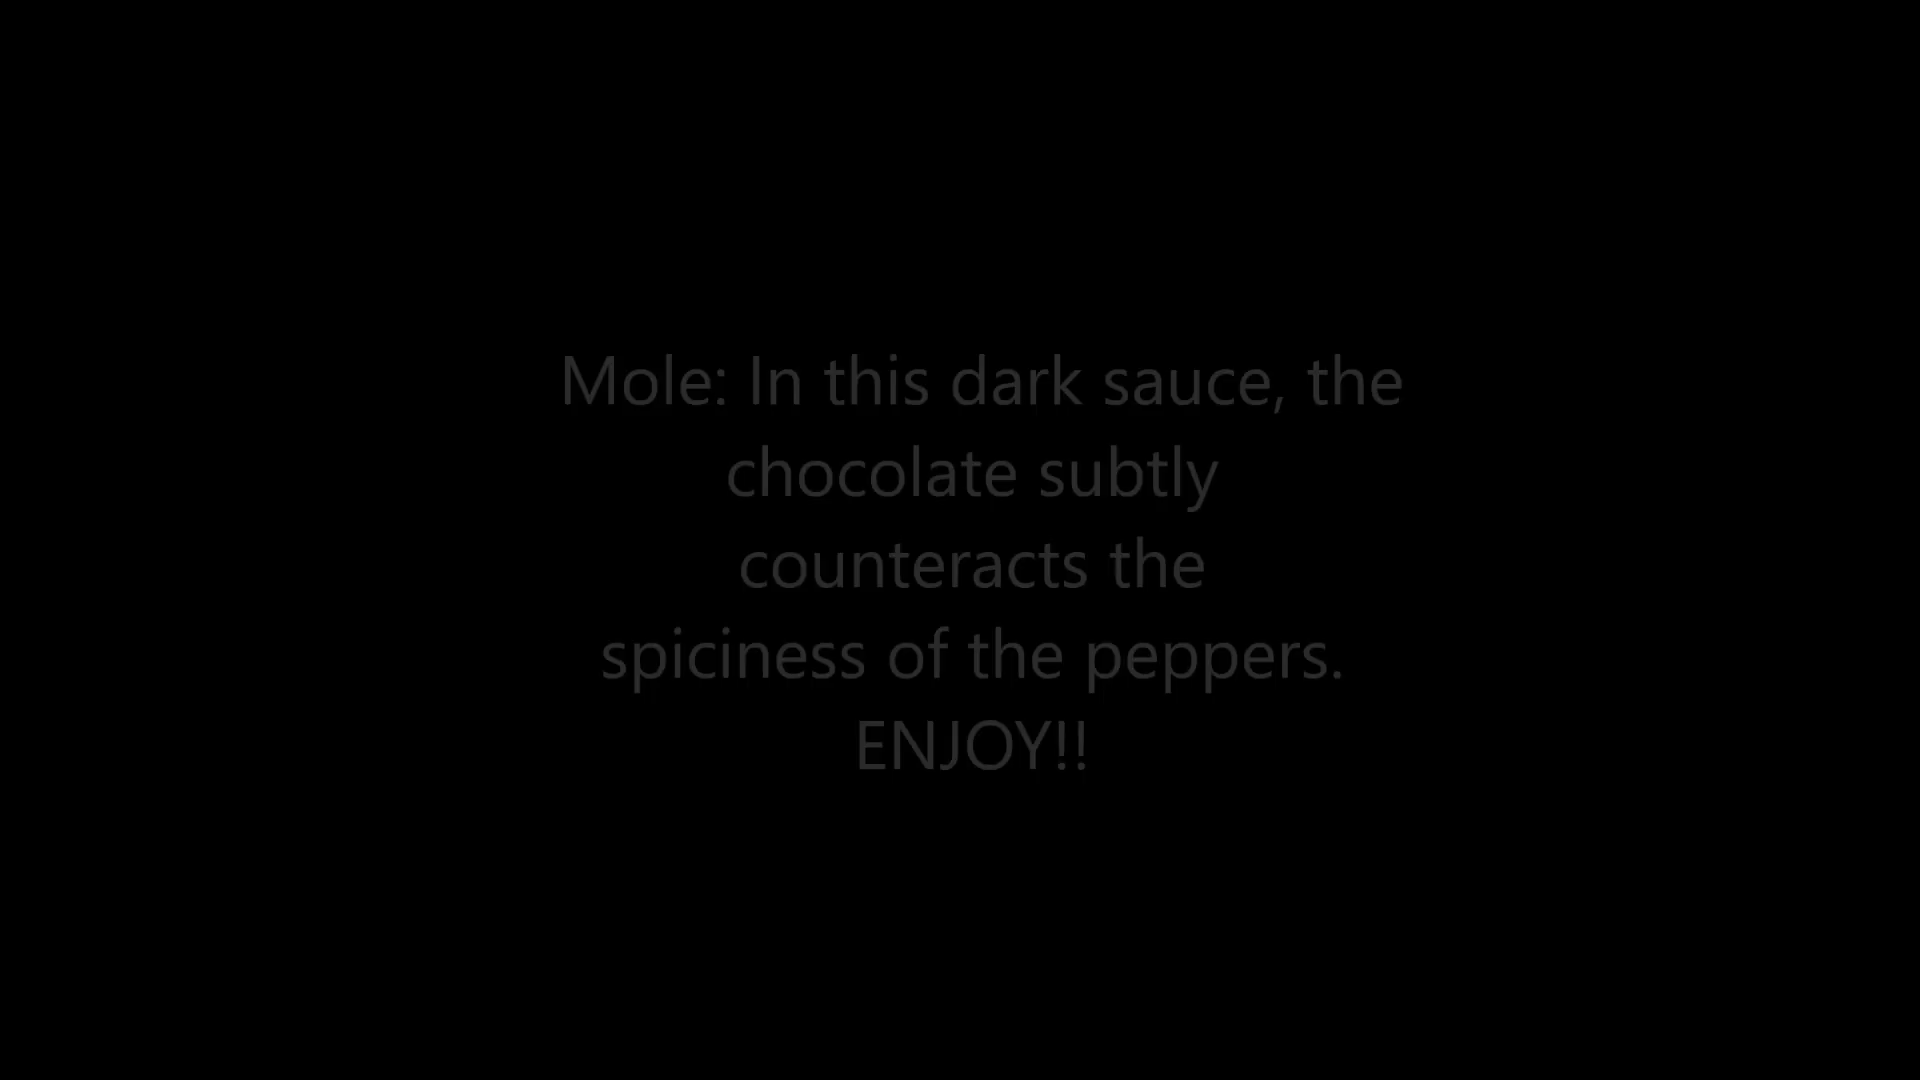 Mole: In this dark sauce, the
chocolate subtly
counteracts the
spiciness of the peppers.
ENJOY!!